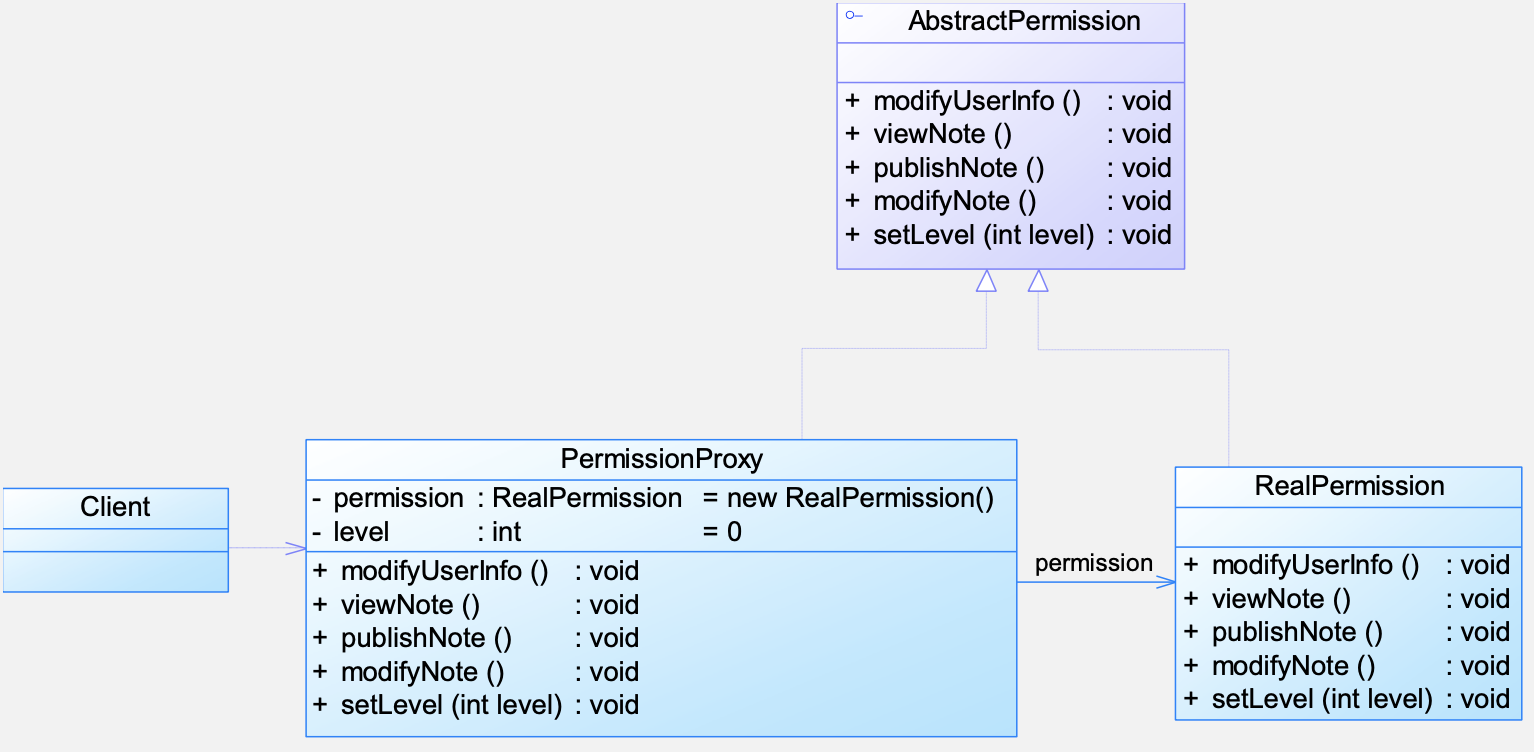 AbstractPermission
+ modifyUserInfo () : void
+ viewNote () : void
+ publishNote () : void
+ modifyNote () : void
+ setLevel (int level) : void
PermissionProxy
- permission : RealPermission = new RealPermission()
- level : int = 0
+ modifyUserInfo () : void
+ viewNote () : void
+ publishNote () : void
+ modifyNote () : void
+ setLevel (int level) : void
Client
permission
RealPermission
+ modifyUserInfo () : void
+ viewNote () : void
+ publishNote () : void
+ modifyNote () : void
+ setLevel (int level) : void